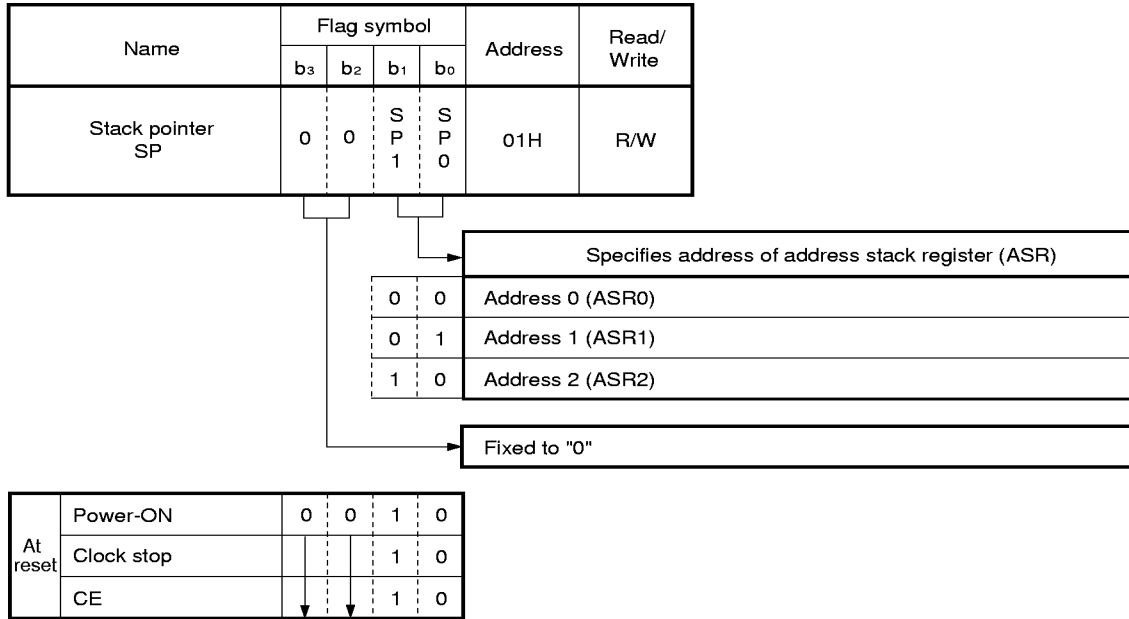 Name
Flag symbol
Address
Read/
Write
b3 b2 b1 b0
Stack pointer
SP
0 0 SP1 SP0 01H R/W
Specifies address of address stack register (ASR)
0 0 Address 0 (ASR0)
0 1 Address 1 (ASR1)
1 0 Address 2 (ASR2)
Fixed to "0"
At
reset
Power-ON 0 0 1 0
Clock stop 1 0
CE 1 0